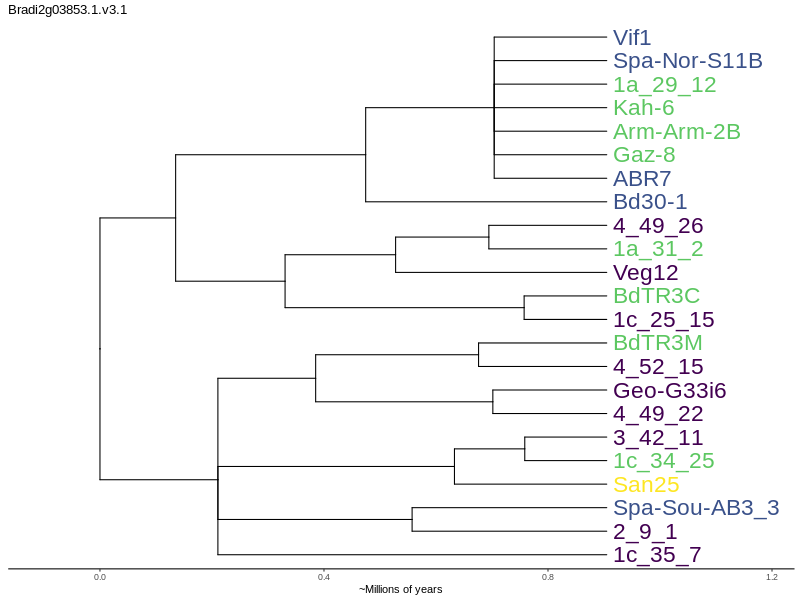 Bradi2g03853.1.v3.1
Vif1
Spa-Nor-S11B
1a_29_12
Kah-6
Arm-Arm-2B
Gaz-8
ABR7
Bd30-1
4_49_26
1a_31_2
Veg12
BdTR3C
1c_25_15
BdTR3M
4_52_15
Geo-G33i6
4_49_22
3_42_11
1c_34_25
San25
Spa-Sou-AB3_3
2_9_1
1c_35_7
0.0 0.4 0.8 1.2
~Millions of years